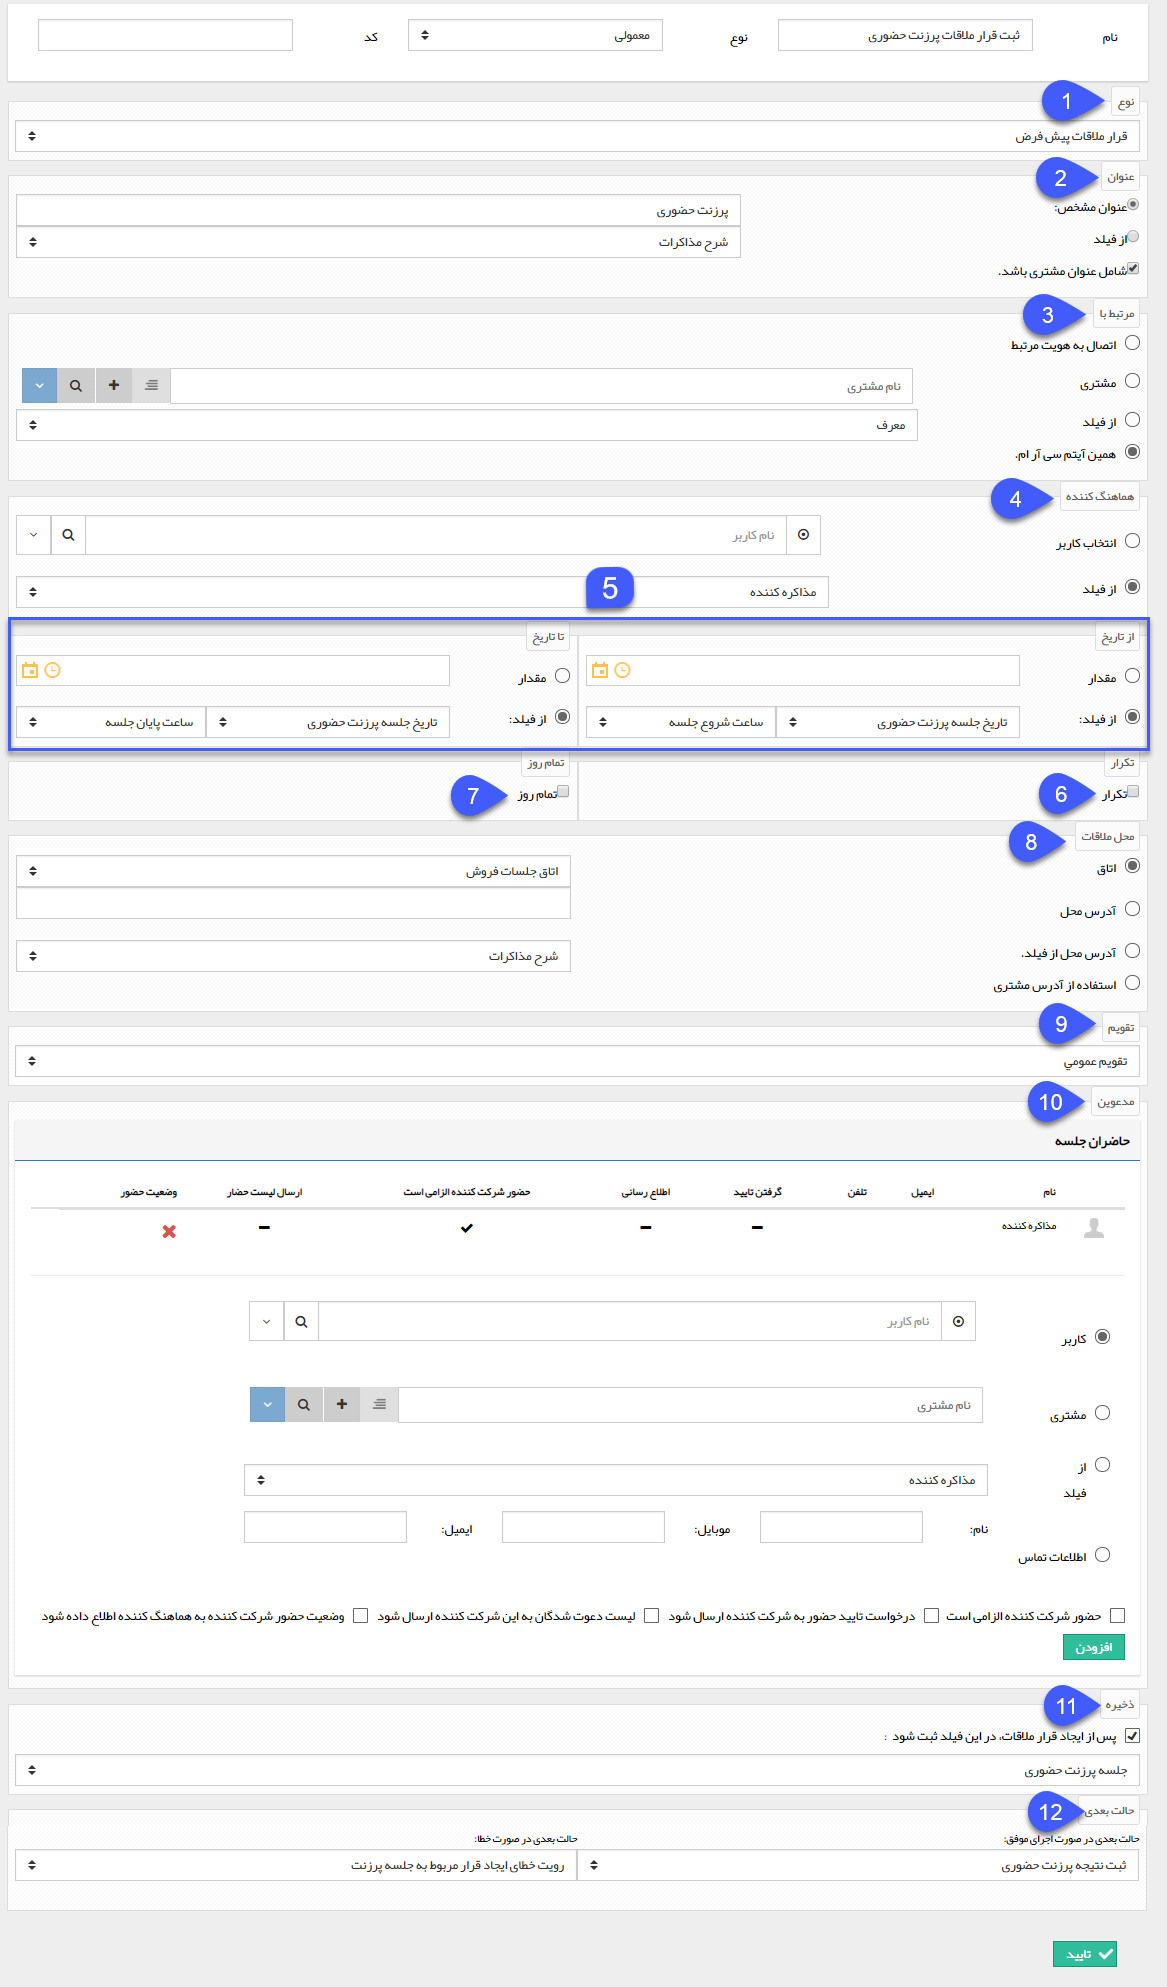 نام ثبت قرار ملاقات پرزنت حضوری نوع معمولی کد
1 نوع
قرار ملاقات پیش فرض
2 عنوان
عنوان مشخص: پرزنت حضوری
از فیلد شرح مذاکرات
شامل عنوان مشتری باشد.
3 مرتبط با
اتصال به هویت مرتبط
مشتری نام مشتری
از فیلد معرف
همین آیتم سی آر ام.
4 هماهنگ کننده
انتخاب کاربر نام کاربر
از فیلد مذاکره کننده
5
از تاریخ تا تاریخ
مقدار مقدار
از فیلد: تاریخ جلسه پرزنت حضوری ساعت شروع جلسه از فیلد: تاریخ جلسه پرزنت حضوری ساعت پایان جلسه
تکرار تمام روز
6 تکرار 7 تمام روز
8 محل ملاقات
اتاق اتاق جلسات فروش
آدرس محل
آدرس محل از فیلد. شرح مذاکرات
استفاده از آدرس مشتری
9 تقویم
تقویم عمومي
10 مدعوین
حاضران جلسه
نام ایمیل تلفن گرفتن تایید اطلاع رسانی حضور شرکت کننده الزامی است ارسال لیست حضار وضعیت حضور
مذاکره کننده
کاربر نام کاربر
مشتری نام مشتری
از فیلد مذاکره کننده
نام: موبایل: ایمیل:
اطلاعات تماس
حضور شرکت کننده الزامی است درخواست تایید حضور به شرکت کننده ارسال شود لیست دعوت شدگان به این شرکت کننده ارسال شود وضعیت حضور شرکت کننده به هماهنگ کننده اطلاع داده شود
افزودن
11 ذخیره
پس از ایجاد قرار ملاقات، در این فیلد ثبت شود :
جلسه پرزنت حضوری
12 حالت بعدی
حالت بعدی در صورت اجرای موفق: حالت بعدی در صورت خطا:
ثبت نتیجه پرزنت حضوری رویت خطای ایجاد قرار مربوط به جلسه پرزنت
تایید